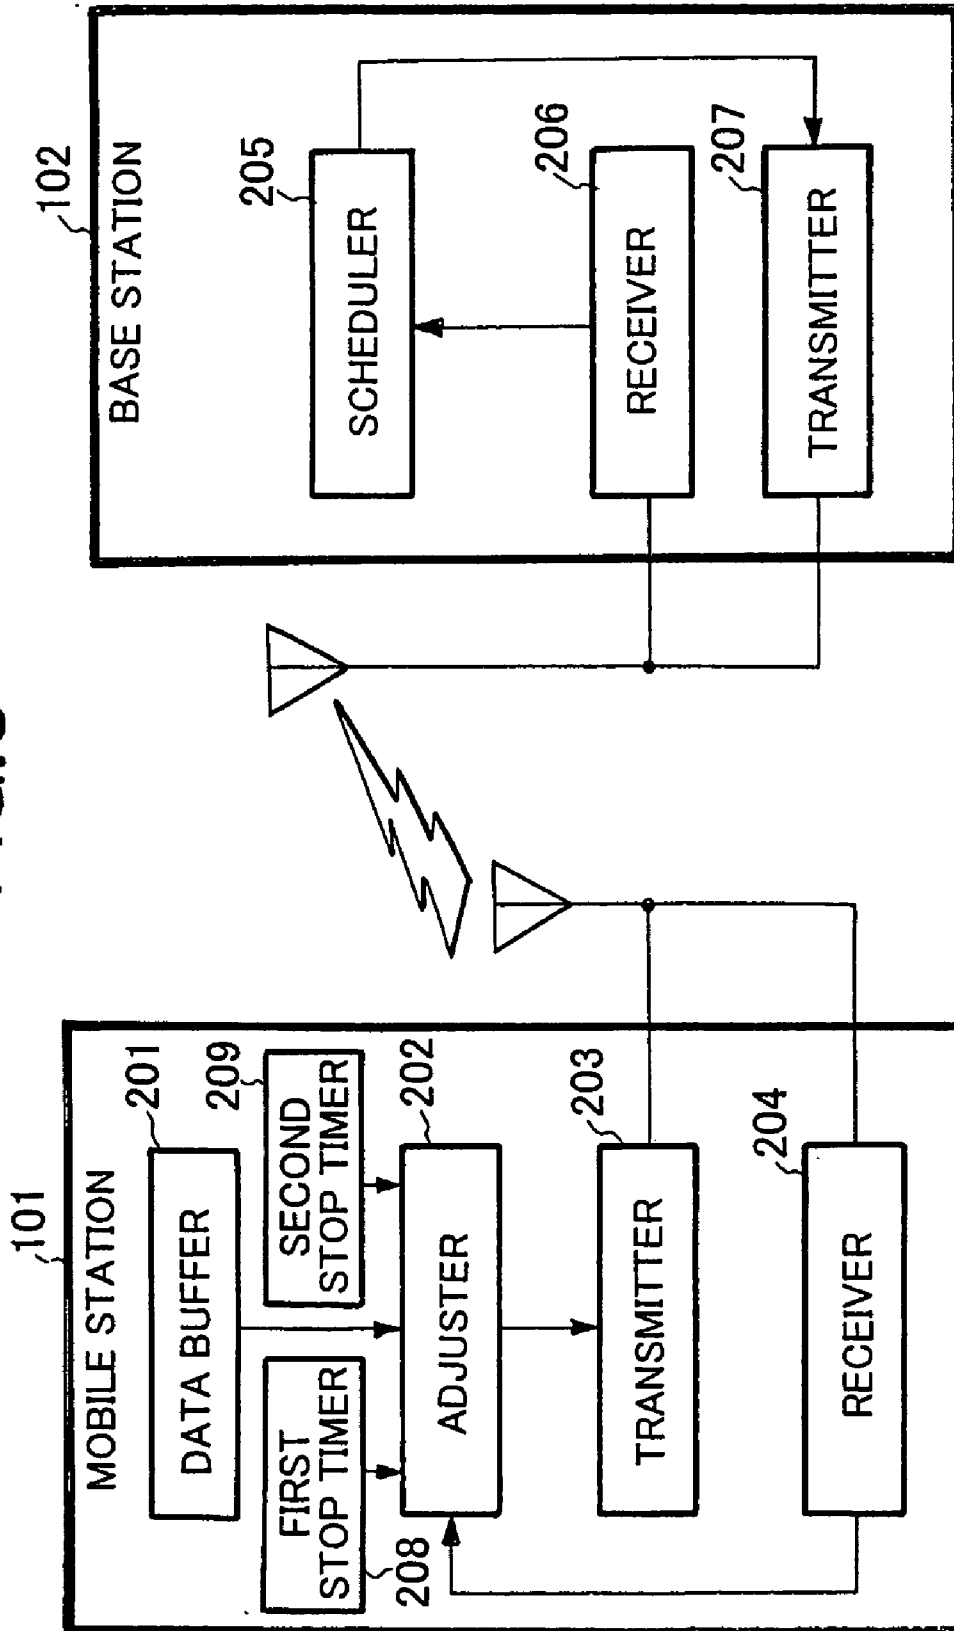 101
MOBILE STATION
201
DATA BUFFER
FIRST
STOP TIMER
208
SECOND
STOP TIMER
209
ADJUSTER
202
TRANSMITTER
203
RECEIVER
204
102
BASE STATION
SCHEDULER
205
RECEIVER
206
TRANSMITTER
207